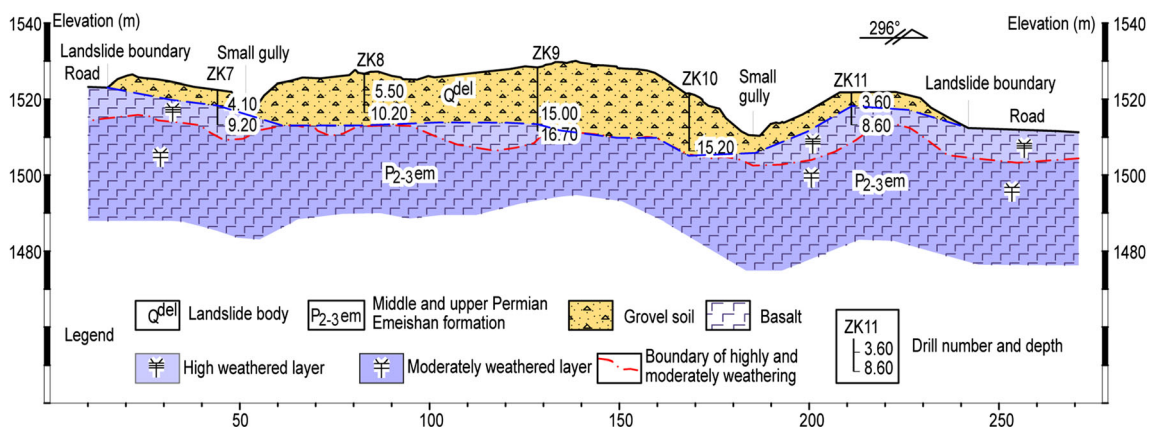 1540 Elevation (m) 296° Elevation (m) 1540
Landslide boundary Small gully ZK8 ZK9
Road ZK7 ZK10 Small gully ZK11 Landslide boundary
Road
1520 4.10 5.50 Qdel 3.60 1520
9.20 10.20 15.00 8.60
16.70 15.20
1500 P2-3em P2-3em 1500
1480 1480
Qdel Landslide body P2-3em Middle and upper Permian Grovel soil Basalt ZK11
Emeishan formation 3.60
Legend 8.60 Drill number and depth
High weathered layer Moderately weathered layer Boundary of highly and
moderately weathering
50 100 150 200 250